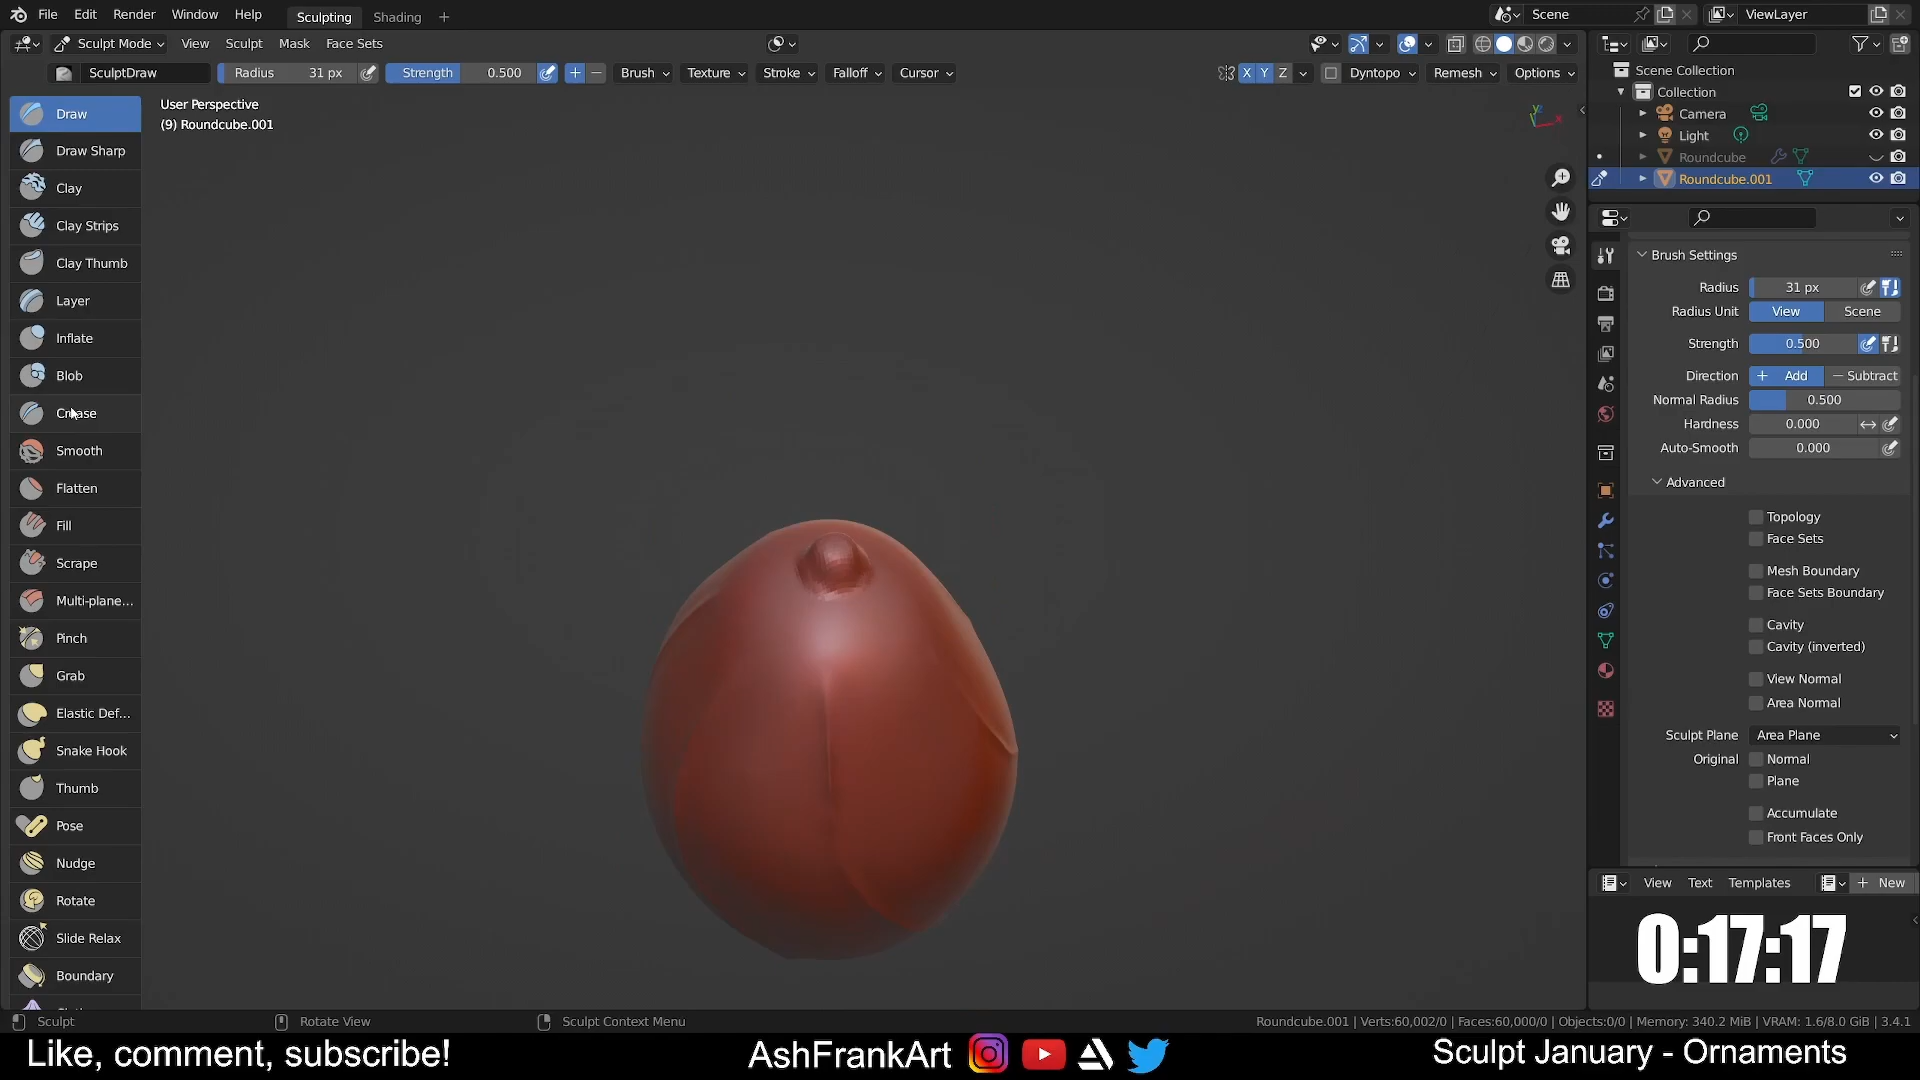 File Edit Render Window Help Sculpting Shading + Scene ViewLayer
Sculpt Mode View Sculpt Mask Face Sets
SculptDraw Radius 31 px Strength 0.500 Brush Texture Stroke Falloff Cursor X Y Z Dyntopo Remesh Options
User Perspective
(9) Roundcube.001
Draw
Draw Sharp
Clay
Clay Strips
Clay Thumb
Layer
Inflate
Blob
Crease
Smooth
Flatten
Fill
Scrape
Multi-plane...
Pinch
Grab
Elastic Def...
Snake Hook
Thumb
Pose
Nudge
Rotate
Slide Relax
Boundary
Scene Collection
Collection
Camera
Light
Roundcube
Roundcube.001
Brush Settings
Radius 31 px
Radius Unit View Scene
Strength 0.500
Direction + Add − Subtract
Normal Radius 0.500
Hardness 0.000
Auto-Smooth 0.000
Advanced
Topology
Face Sets
Mesh Boundary
Face Sets Boundary
Cavity
Cavity (inverted)
View Normal
Area Normal
Sculpt Plane Area Plane
Original Normal
Plane
Accumulate
Front Faces Only
View Text Templates + New
0:17:17
Sculpt Rotate View Sculpt Context Menu Roundcube.001 | Verts:60,002/0 | Faces:60,000/0 | Objects:0/0 | Memory: 340.2 MiB | VRAM: 1.6/8.0 GiB | 3.4.1
Like, comment, subscribe! AshFrankArt Sculpt January - Ornaments